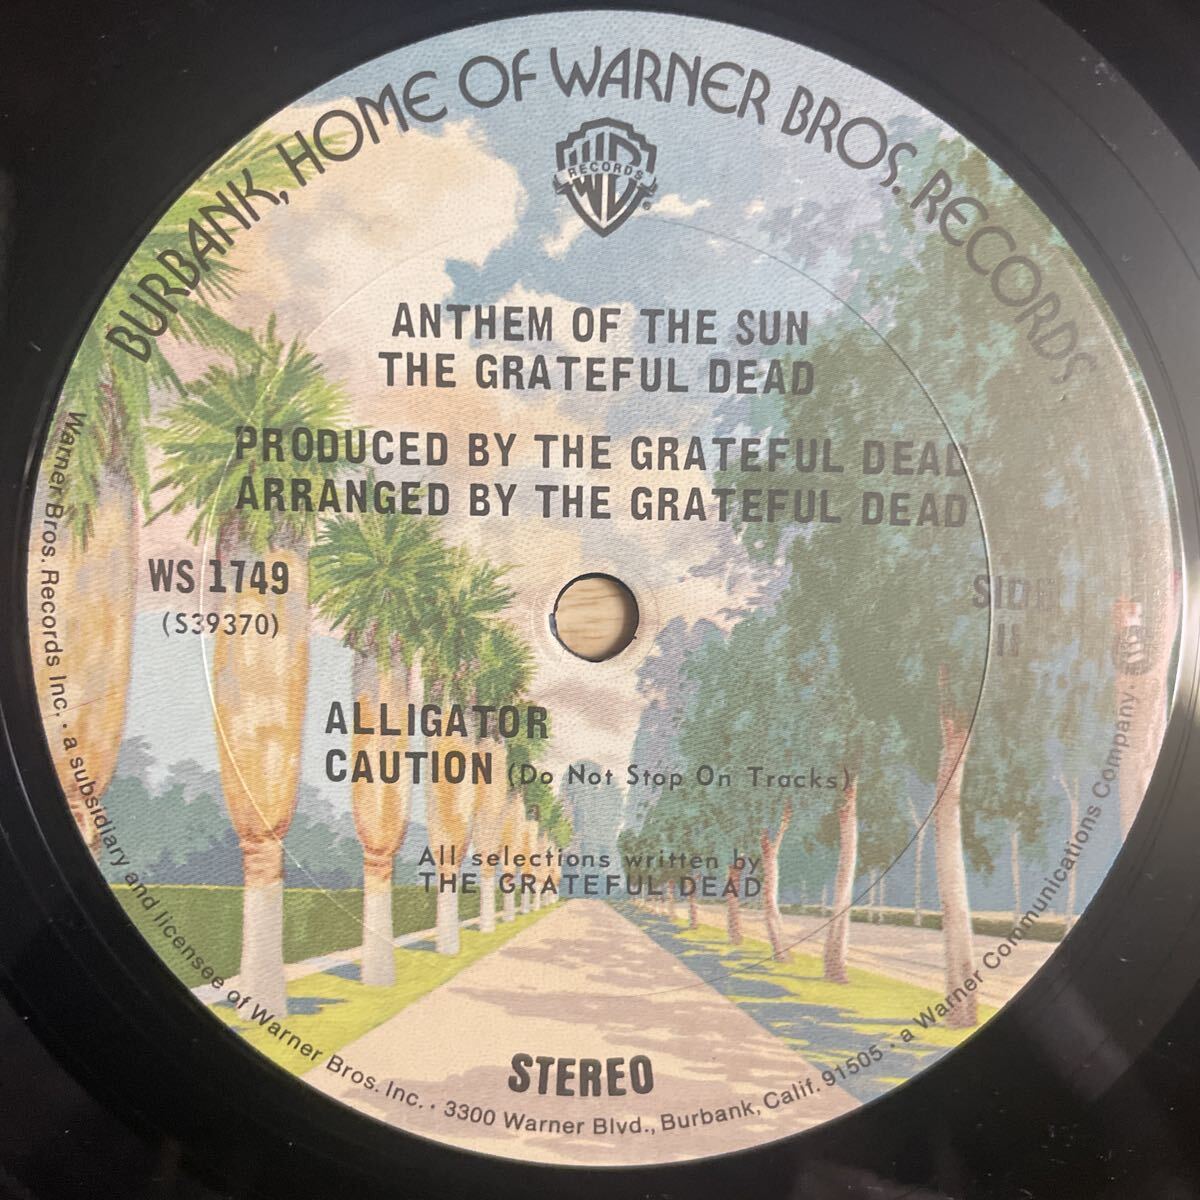 BURBANK, HOME OF WARNER BROS. RECORDS
RECORDS
ANTHEM OF THE SUN
THE GRATEFUL DEAD
PRODUCED BY THE GRATEFUL DEAD
ARRANGED BY THE GRATEFUL DEAD
WS 1749
(S39370)
SIDE
ALLIGATOR
CAUTION (Do Not Stop On Tracks)
All selections written by
THE GRATEFUL DEAD
STEREO
Warner Bros. Records Inc. · a subsidiary and licensee of Warner Bros. Inc. · 3300 Warner Blvd., Burbank, Calif. 91505 · a Warner Communications Company.